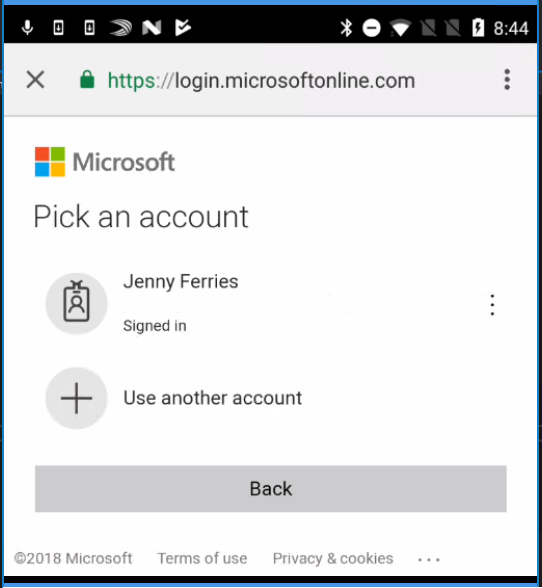 8:44
https://login.microsoftonline.com
Microsoft
Pick an account
Jenny Ferries
Signed in
Use another account
Back
©2018 Microsoft Terms of use Privacy & cookies ...